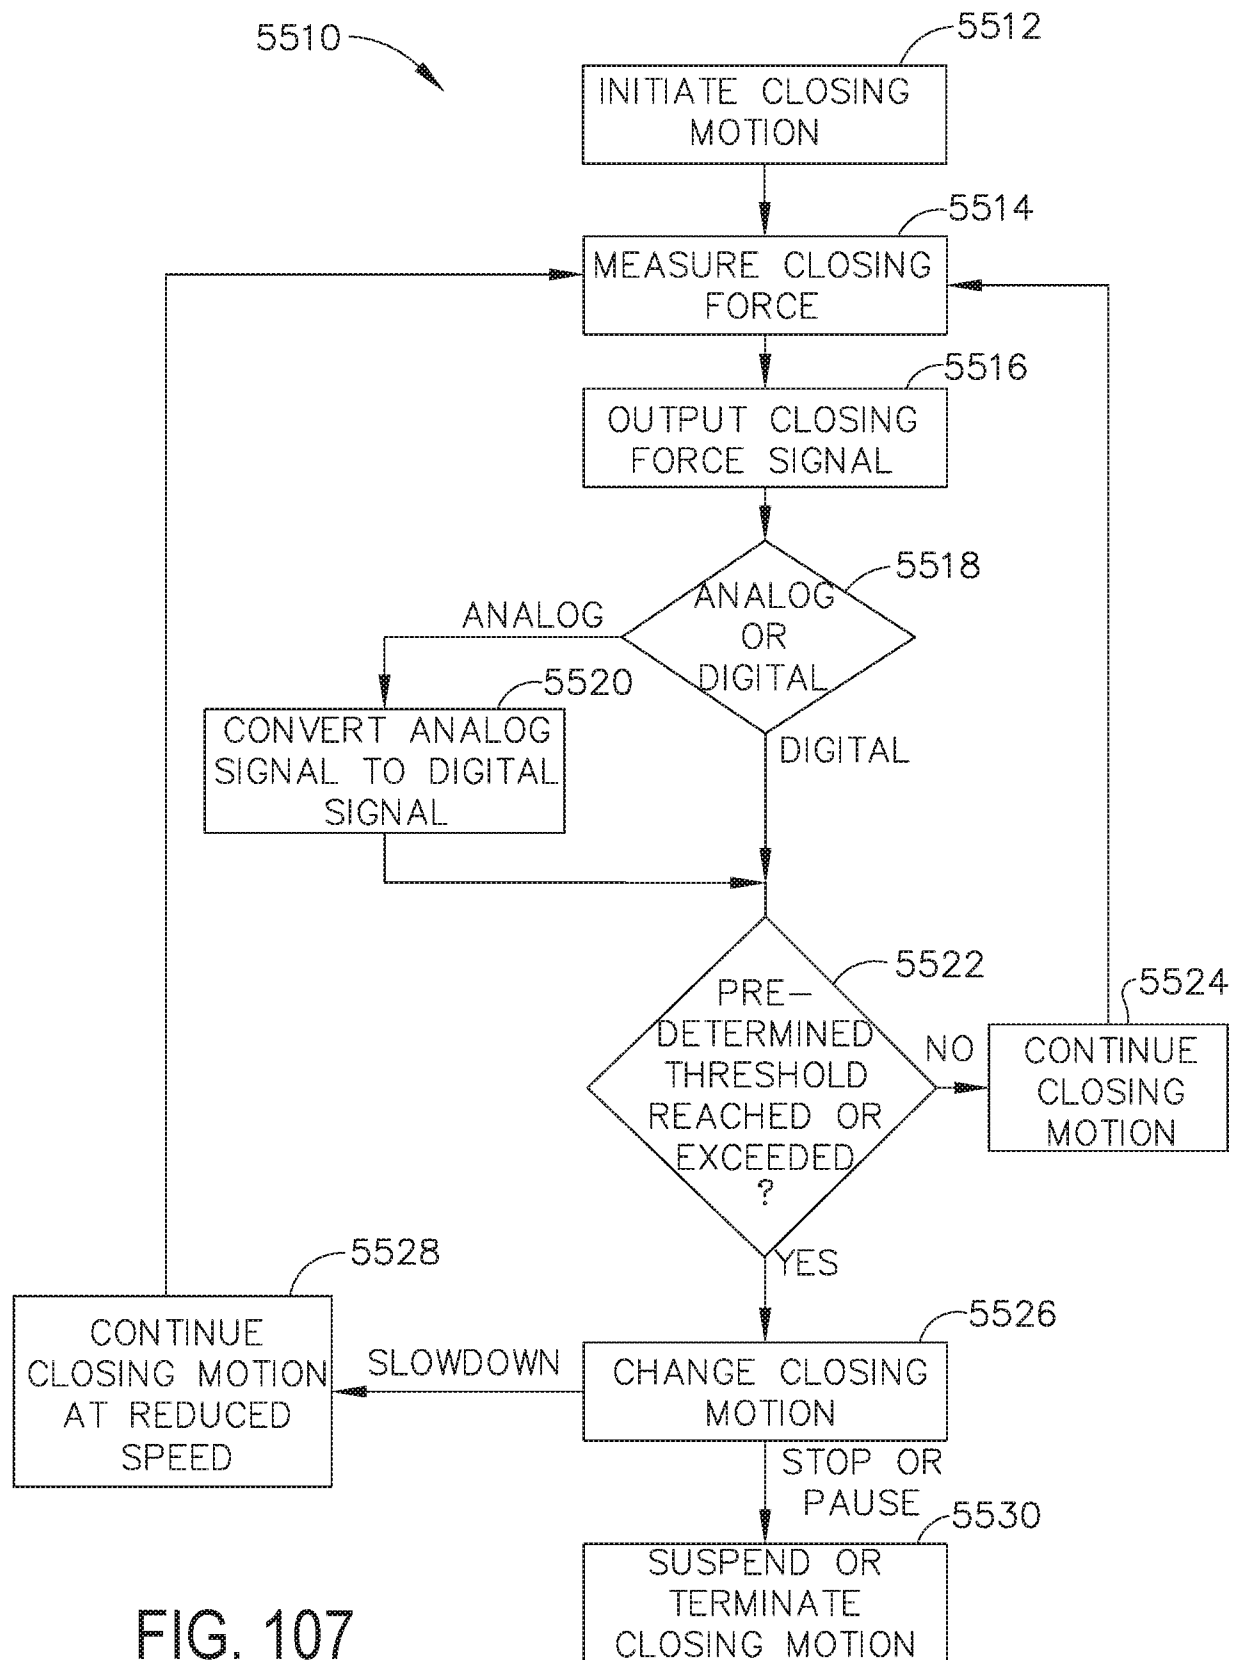 5510
5512
INITIATE CLOSING
MOTION
5514
MEASURE CLOSING
FORCE
5516
OUTPUT CLOSING
FORCE SIGNAL
5518
ANALOG
OR
DIGITAL
ANALOG
5520
CONVERT ANALOG
SIGNAL TO DIGITAL
SIGNAL
DIGITAL
5522
PRE-
DETERMINED
THRESHOLD
REACHED OR
EXCEEDED
?
NO
5524
CONTINUE
CLOSING
MOTION
YES
5526
CHANGE CLOSING
MOTION
SLOWDOWN
5528
CONTINUE
CLOSING MOTION
AT REDUCED
SPEED
STOP OR
PAUSE
5530
SUSPEND OR
TERMINATE
CLOSING MOTION
FIG. 107